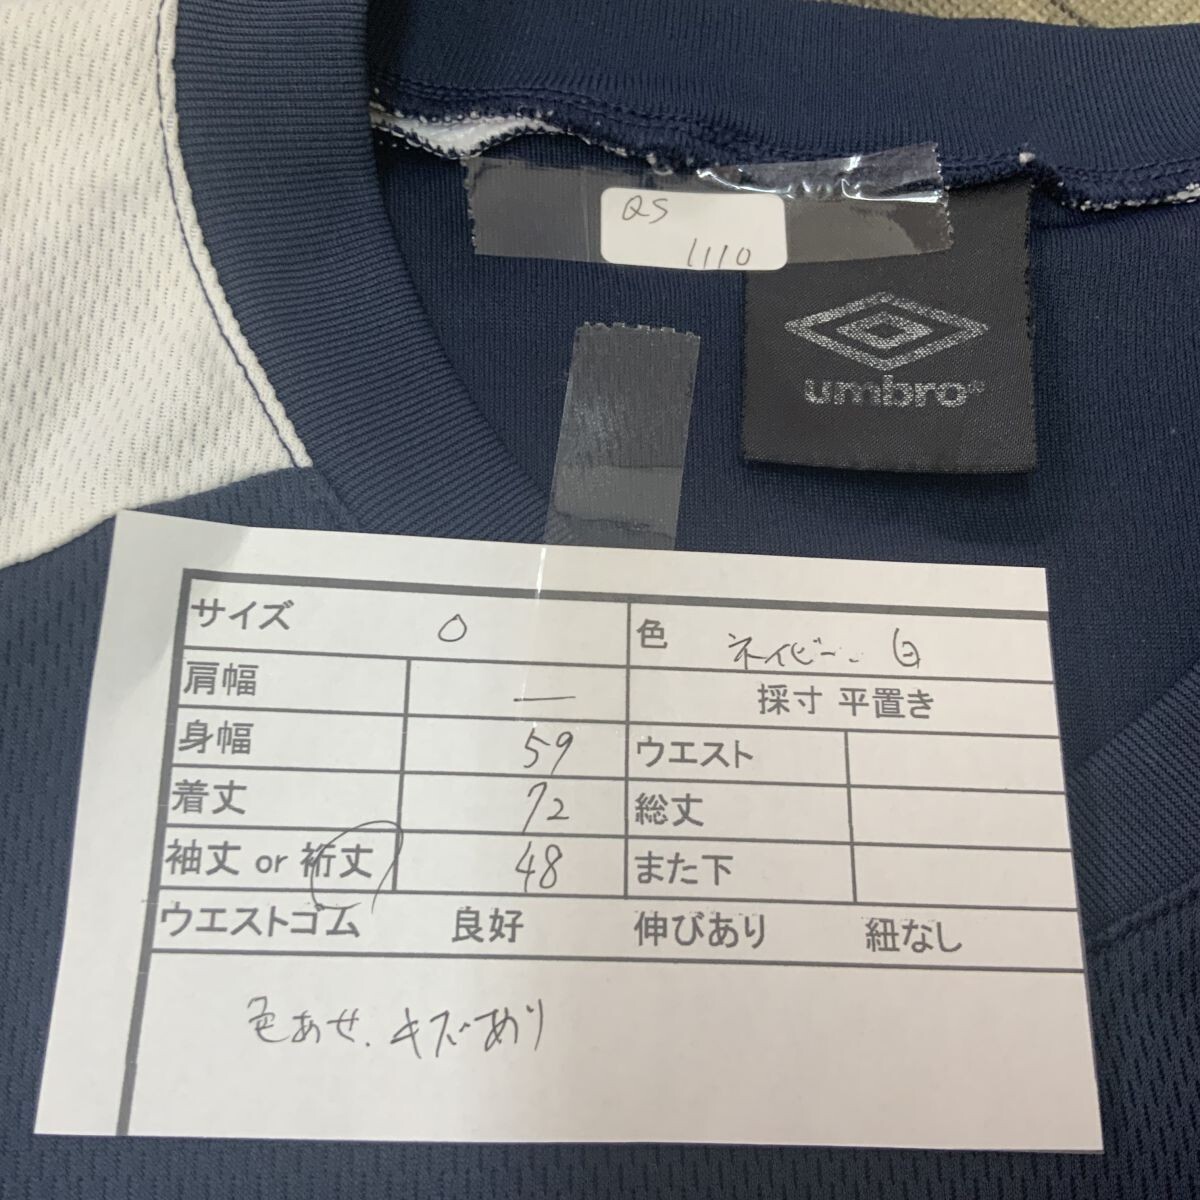 QS
1110
umbro®
サイズ O 色 ネイビー、白
肩幅 — 採寸 平置き
身幅 59 ウエスト
着丈 72 総丈
袖丈 or 裄丈 48 また下
ウエストゴム 良好 伸びあり 紐なし
色あせ、キズあり